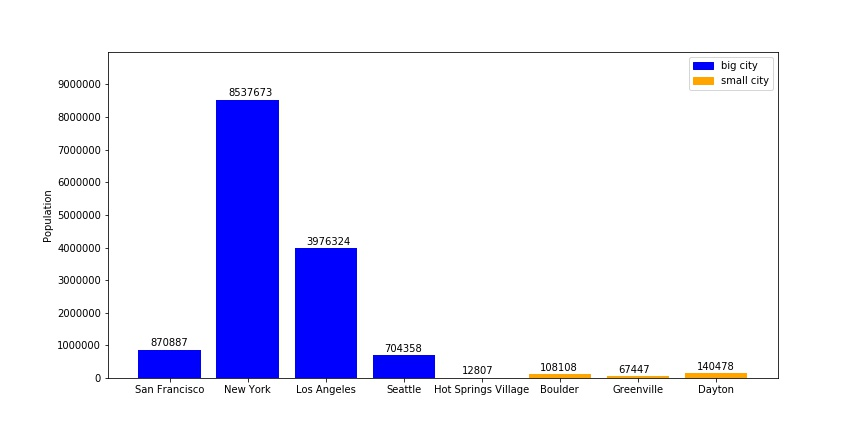 big city
small city
9000000
8000000
7000000
6000000
5000000
4000000
3000000
2000000
1000000
0
Population
870887
8537673
3976324
704358
12807
108108
67447
140478
San Francisco
New York
Los Angeles
Seattle
Hot Springs Village
Boulder
Greenville
Dayton